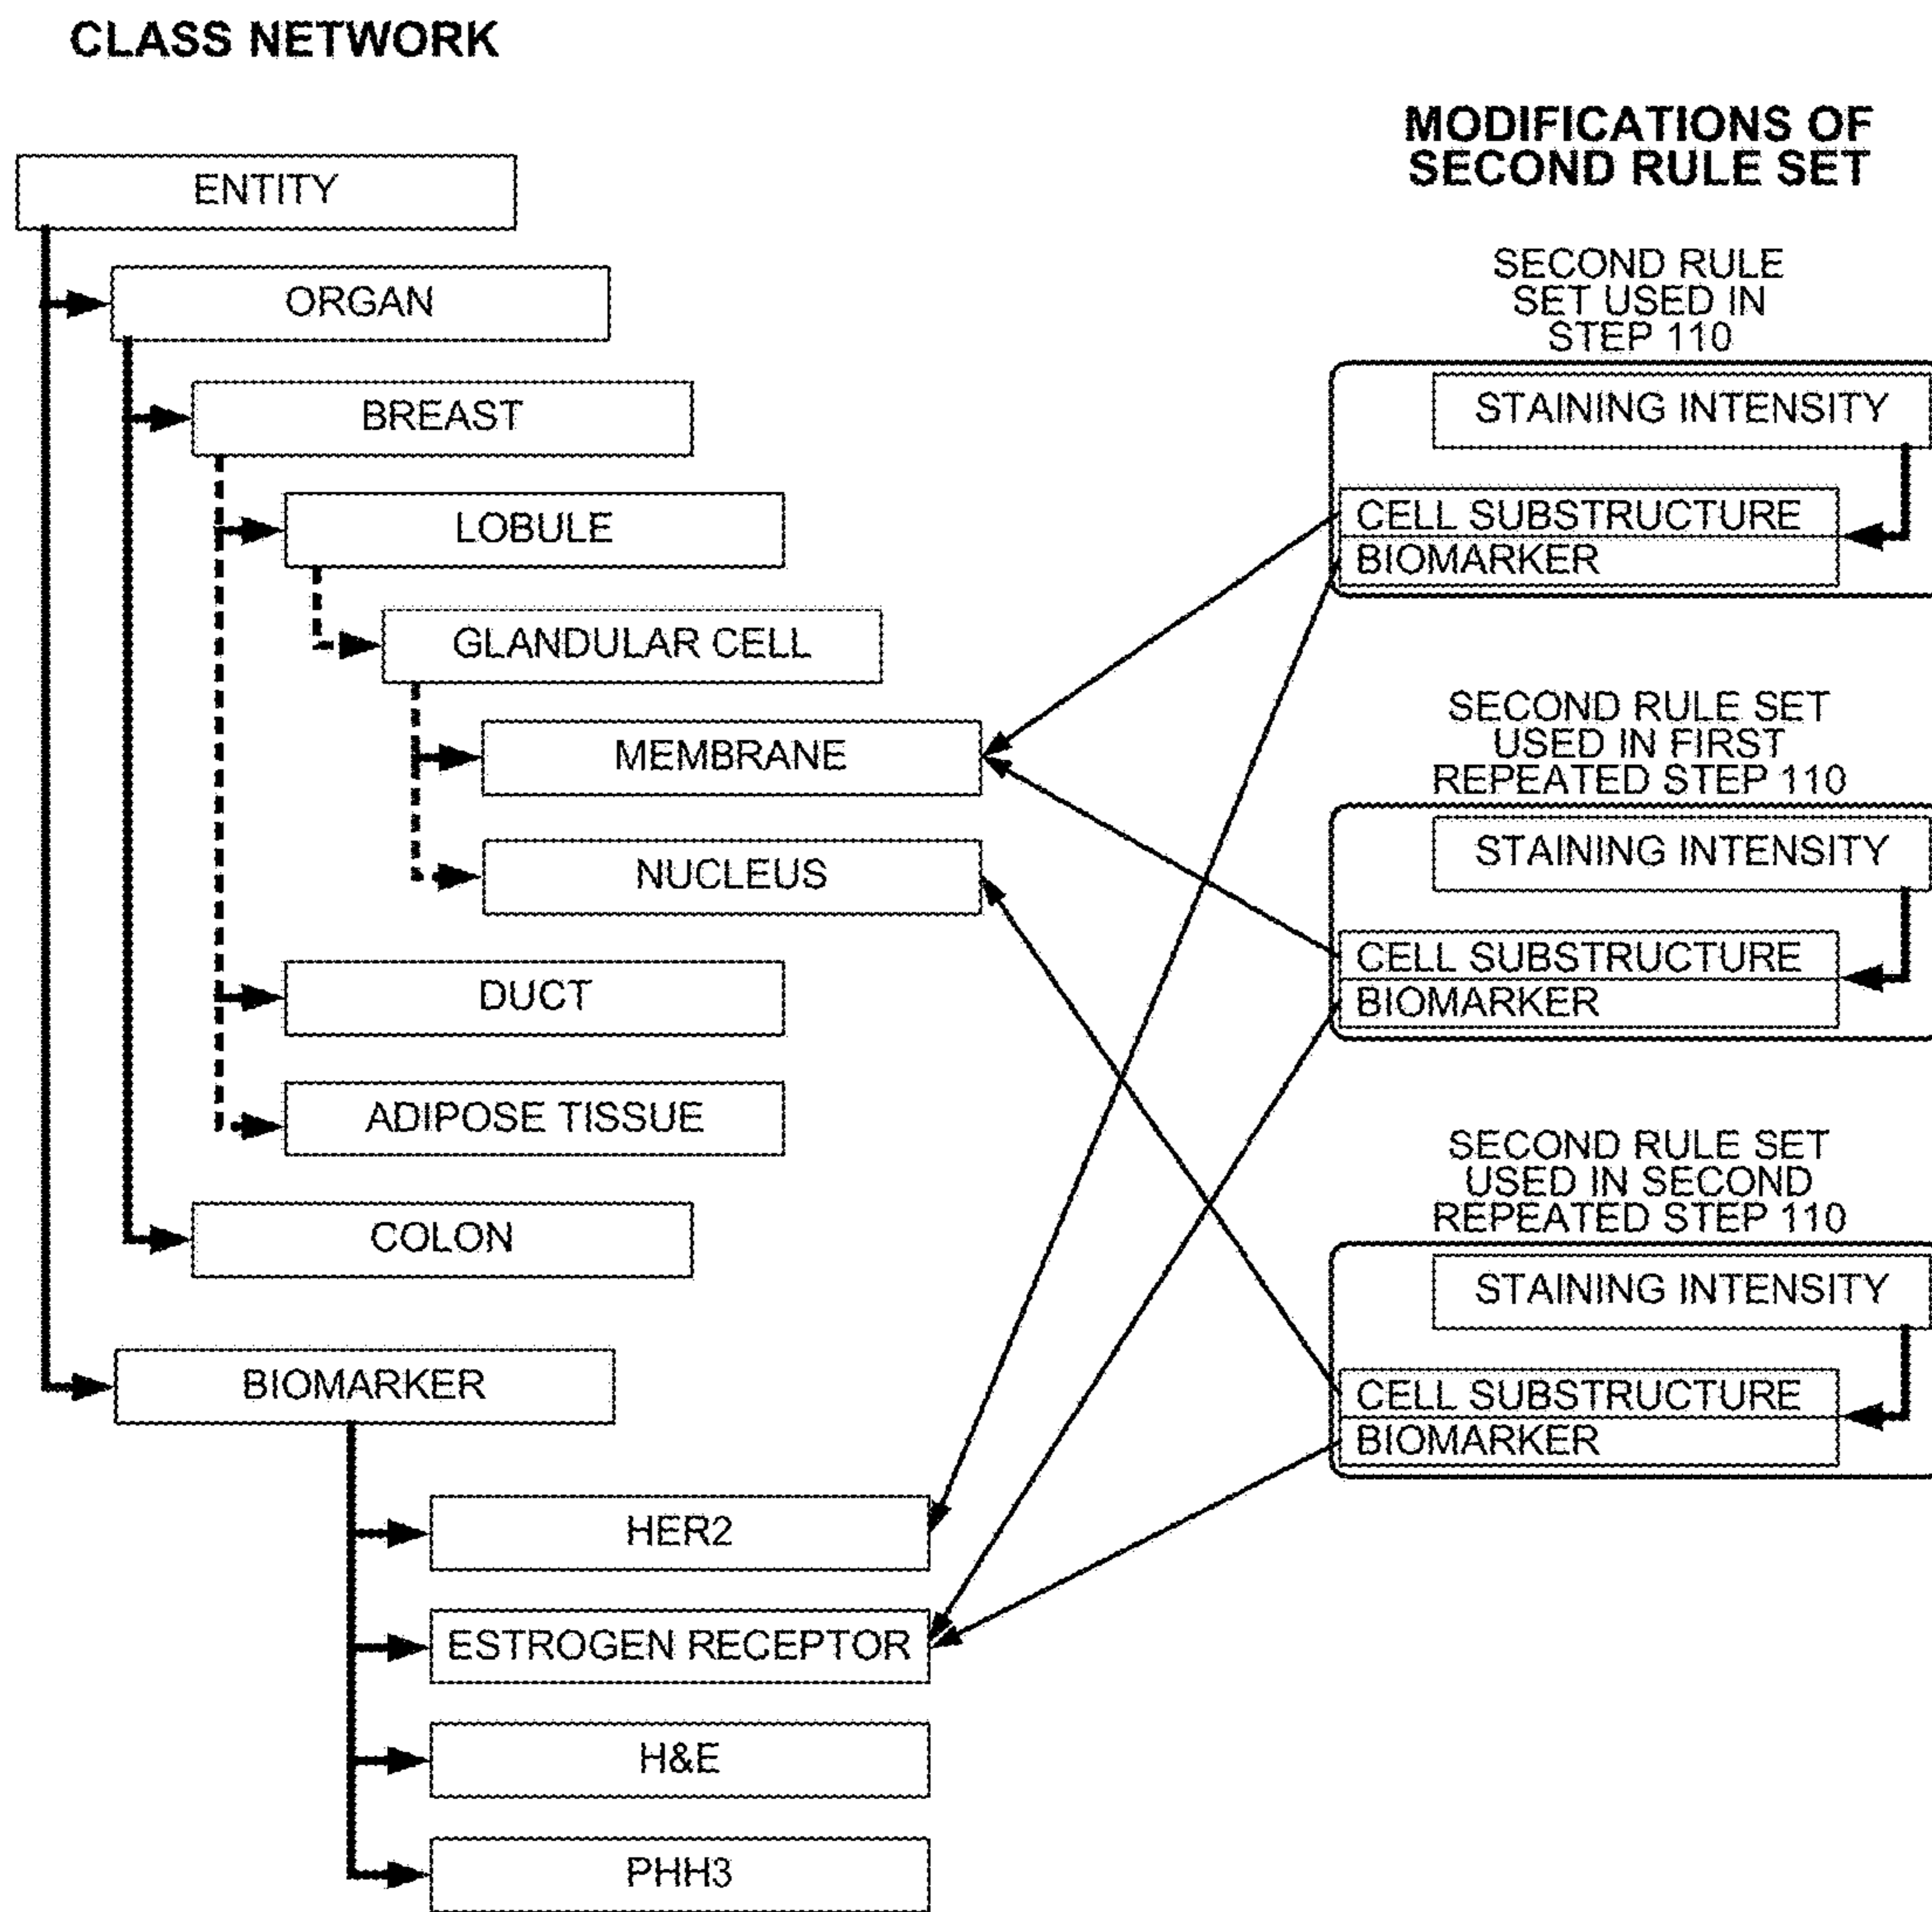 CLASS NETWORK
ENTITY
ORGAN
BREAST
LOBULE
GLANDULAR CELL
MEMBRANE
NUCLEUS
DUCT
ADIPOSE TISSUE
COLON
BIOMARKER
HER2
ESTROGEN RECEPTOR
H&E
PHH3
MODIFICATIONS OF
SECOND RULE SET
SECOND RULE
SET USED IN
STEP 110
STAINING INTENSITY
CELL SUBSTRUCTURE
BIOMARKER
SECOND RULE SET
USED IN FIRST
REPEATED STEP 110
STAINING INTENSITY
CELL SUBSTRUCTURE
BIOMARKER
SECOND RULE SET
USED IN SECOND
REPEATED STEP 110
STAINING INTENSITY
CELL SUBSTRUCTURE
BIOMARKER